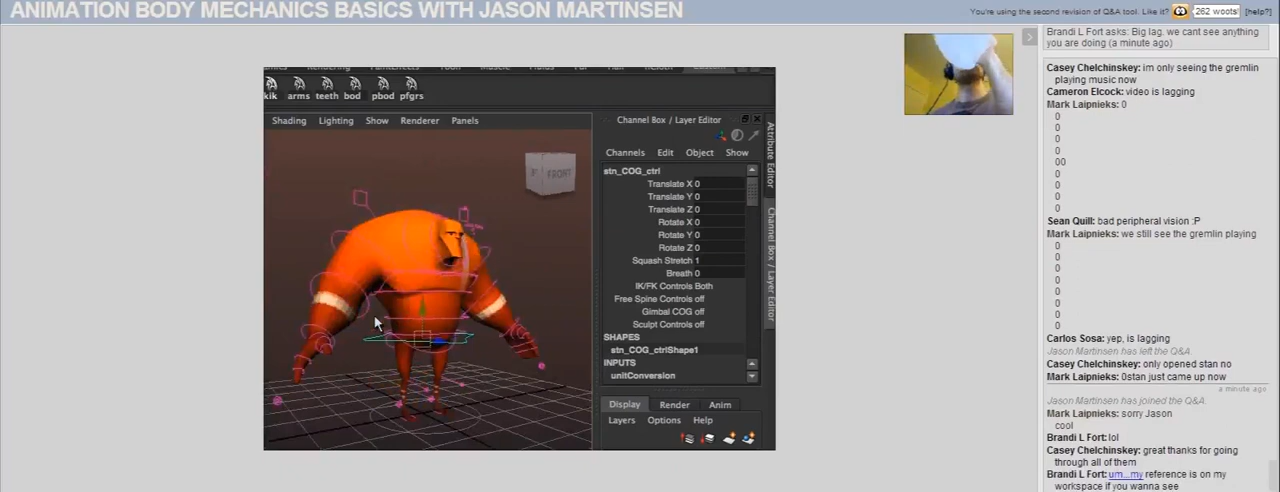 ANIMATION BODY MECHANICS BASICS WITH JASON MARTINSEN
You're using the second revision of Q&A tool. Like it? 262 woots! [help?]
kik arms teeth bod pbod pfgrs
Shading Lighting Show Renderer Panels
FRONT
Channel Box / Layer Editor
Channels Edit Object Show
stn_COG_ctrl
Translate X 0
Translate Y 0
Translate Z 0
Rotate X 0
Rotate Y 0
Rotate Z 0
Squash Stretch 1
Breath 0
IK/FK Controls Both
Free Spine Controls off
Gimbal COG off
Sculpt Controls off
SHAPES
stn_COG_ctrlShape1
INPUTS
unitConversion
Display Render Anim
Layers Options Help
Attribute Editor
Channel Box / Layer Editor
Brandi L Fort asks: Big lag. we cant see anything
you are doing (a minute ago)
Casey Chelchinskey: im only seeing the gremlin
playing music now
Cameron Elcock: video is lagging
Mark Laipnieks: 0
0
0
0
00
0
0
0
0
Sean Quill: bad peripheral vision :P
Mark Laipnieks: we still see the gremlin playing
0
0
0
0
0
0
0
Carlos Sosa: yep, is lagging
Jason Martinsen has left the Q&A.
Casey Chelchinskey: only opened stan no
Mark Laipnieks: 0stan just came up now
a minute ago
Jason Martinsen has joined the Q&A.
Mark Laipnieks: sorry Jason
cool
Brandi L Fort: lol
Casey Chelchinskey: great thanks for going
through all of them
Brandi L Fort: um...my reference is on my
workspace if you wanna see